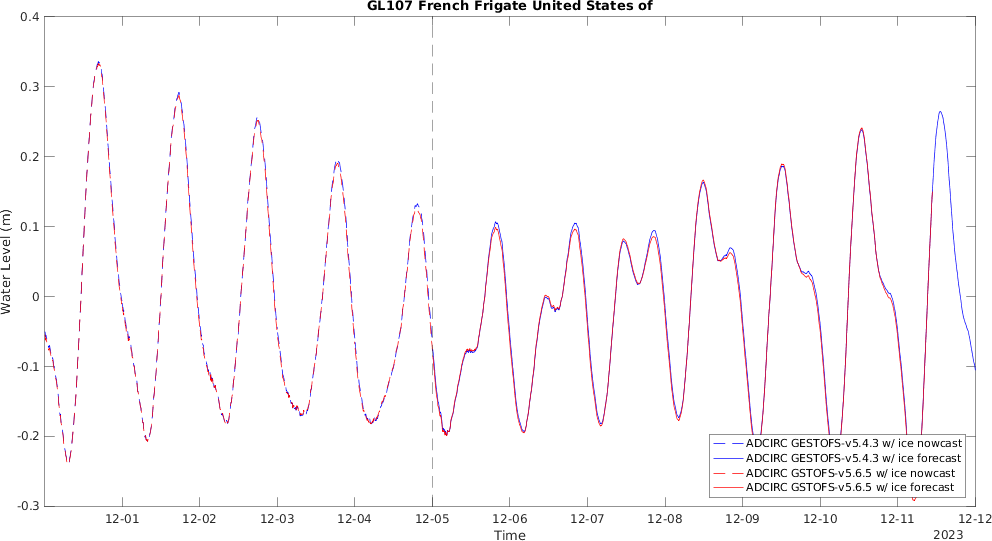 GL107 French Frigate United States of
0.4
0.3
0.2
0.1
0
-0.1
-0.2
-0.3
Water Level (m)
ADCIRC GESTOFS-v5.4.3 w/ ice nowcast
ADCIRC GESTOFS-v5.4.3 w/ ice forecast
ADCIRC GSTOFS-v5.6.5 w/ ice nowcast
ADCIRC GSTOFS-v5.6.5 w/ ice forecast
12-01 12-02 12-03 12-04 12-05 12-06 12-07 12-08 12-09 12-10 12-11 12-12
Time
2023